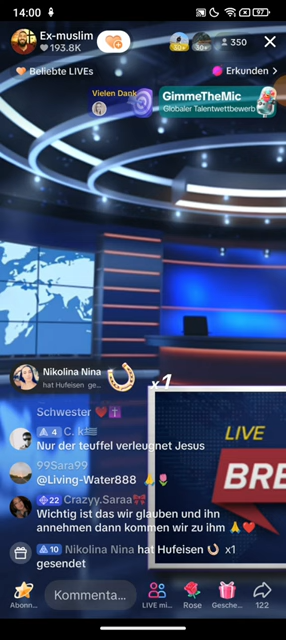 14:00
97
Ex-muslim
193.8K
50+
30+
350
Beliebte LIVEs
Erkunden >
Vielen Dank
GimmeTheMic
Globaler Talentwettbewerb
Nikolina Nina
hat Hufeisen ge...
x1
Schwester
4 C. k
Nur der teuffel verleugnet Jesus
99Sara99
@Living-Water888
22 Crazyy.Saraa
Wichtig ist das wir glauben und ihn
annehmen dann kommen wir zu ihm
10 Nikolina Nina hat Hufeisen x1
gesendet
LIVE
BRE
Abonn...
Kommenta...
LIVE mi...
Rose
Gesche...
122